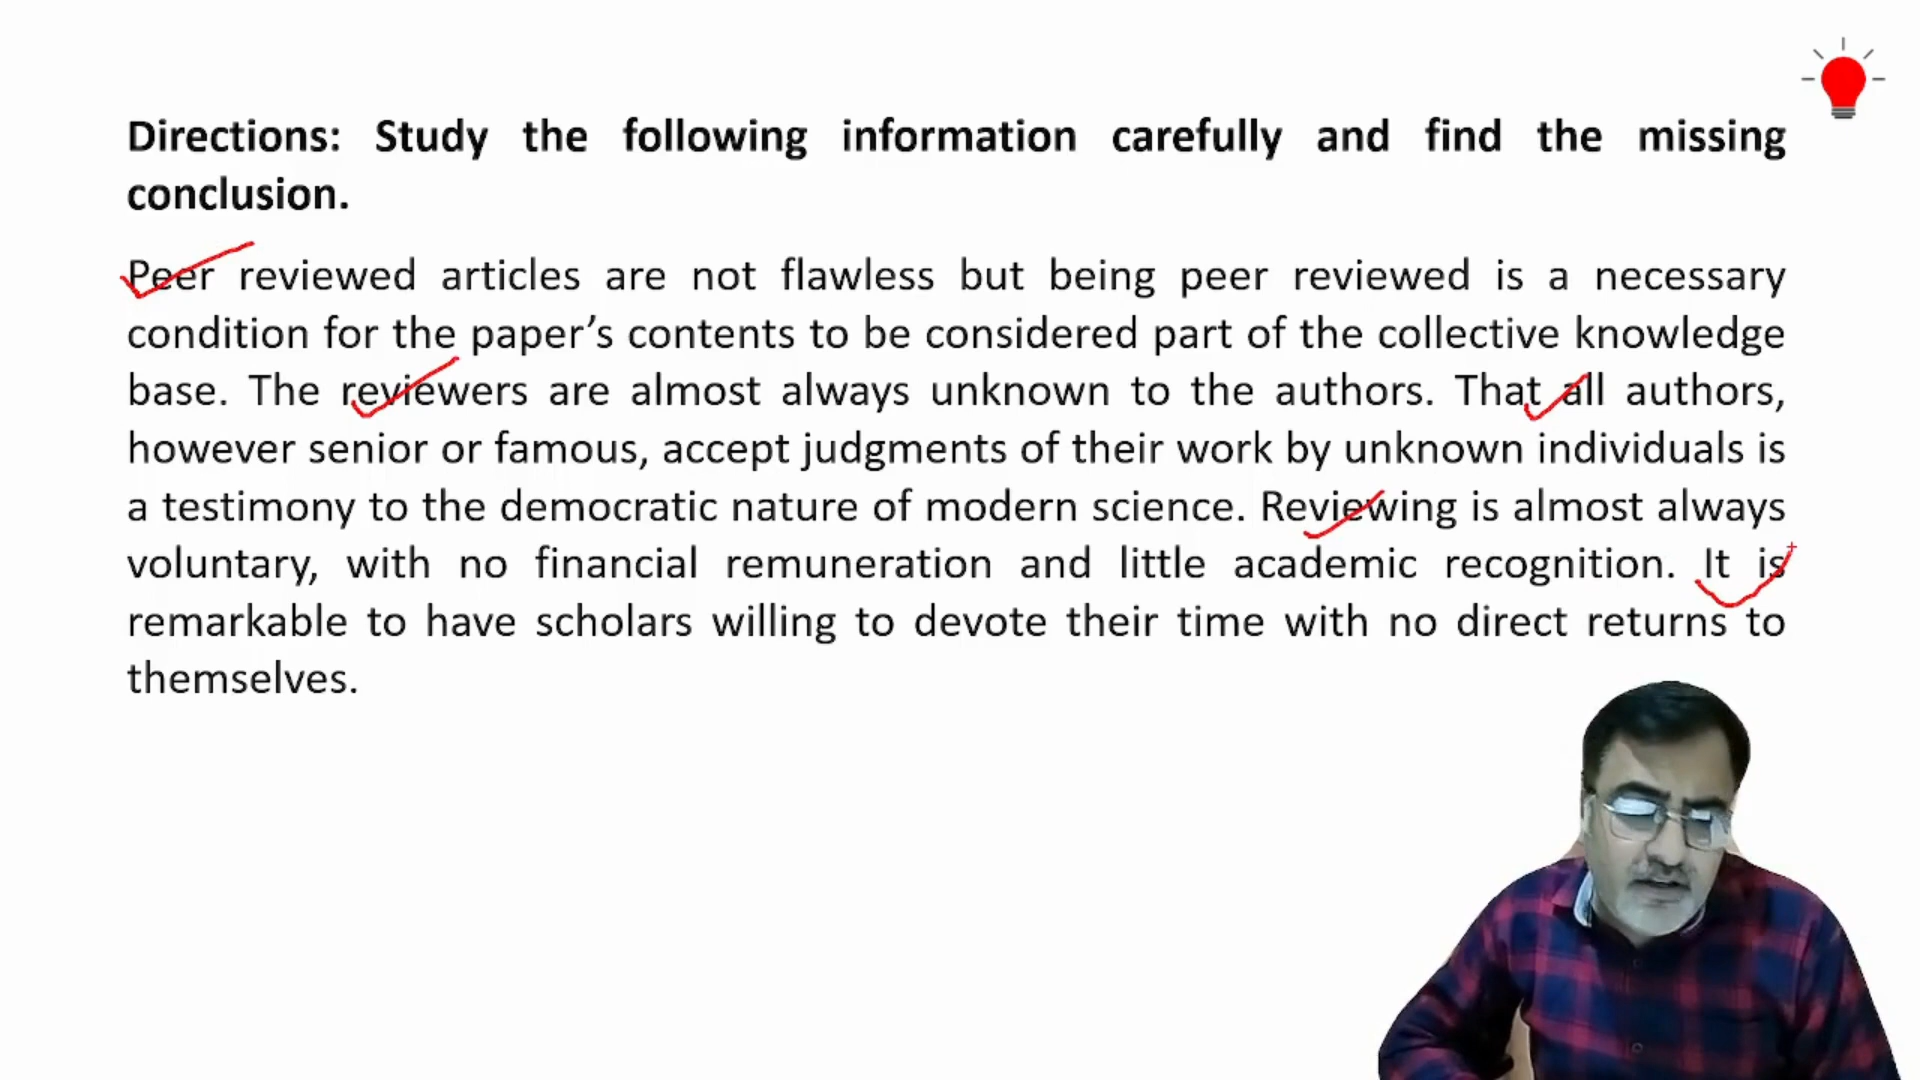 Directions: Study the following information carefully and find the missing
conclusion.
Peer reviewed articles are not flawless but being peer reviewed is a necessary
condition for the paper’s contents to be considered part of the collective knowledge
base. The reviewers are almost always unknown to the authors. That all authors,
however senior or famous, accept judgments of their work by unknown individuals is
a testimony to the democratic nature of modern science. Reviewing is almost always
voluntary, with no financial remuneration and little academic recognition. It is
remarkable to have scholars willing to devote their time with no direct returns to
themselves.